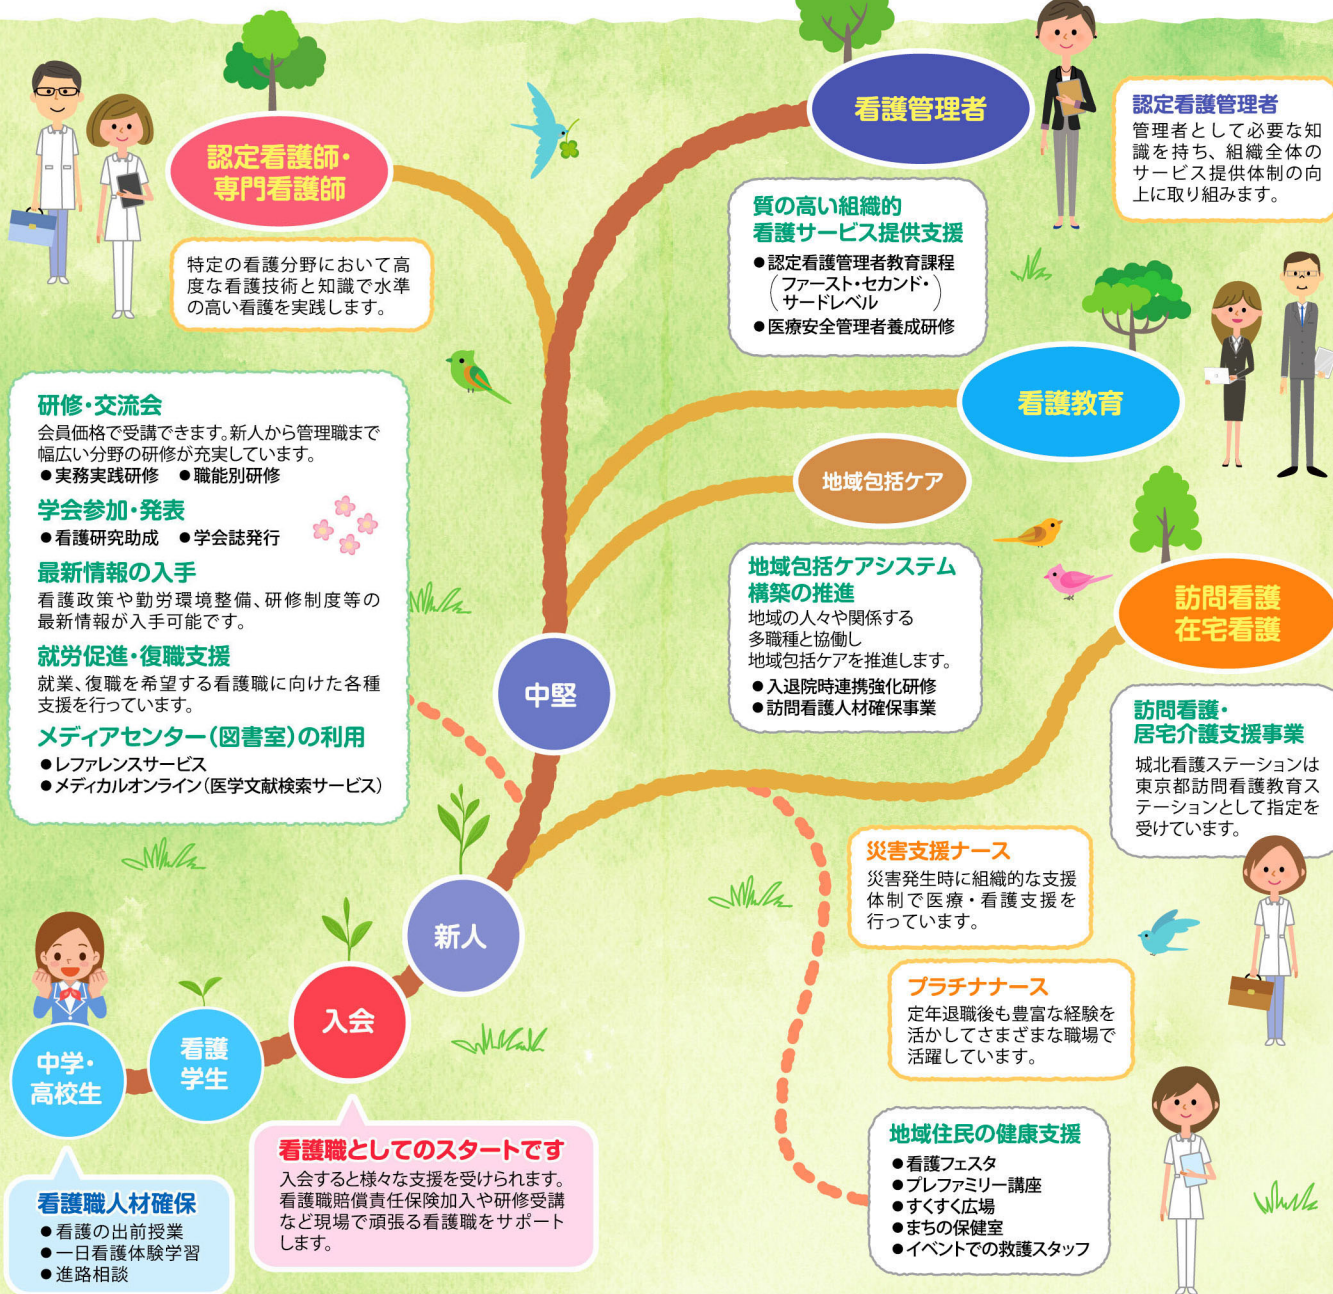 認定看護師・
専門看護師
特定の看護分野において高
度な看護技術と知識で水準
の高い看護を実践します。
看護管理者
認定看護管理者
管理者として必要な知
識を持ち、組織全体の
サービス提供体制の向
上に取り組みます。
質の高い組織的
看護サービス提供支援
●認定看護管理者教育課程
(ファースト・セカンド・
サードレベル)
●医療安全管理者養成研修
看護教育
研修・交流会
会員価格で受講できます。新人から管理職まで
幅広い分野の研修が充実しています。
●実務実践研修 ●職能別研修
学会参加・発表
●看護研究助成 ●学会誌発行
最新情報の入手
看護政策や勤労環境整備、研修制度等の
最新情報が入手可能です。
就労促進・復職支援
就業、復職を希望する看護職に向けた各種
支援を行っています。
メディアセンター(図書室)の利用
●レファレンスサービス
●メディカルオンライン(医学文献検索サービス)
地域包括ケア
地域包括ケアシステム
構築の推進
地域の人々や関係する
多職種と協働し
地域包括ケアを推進します。
●入退院時連携強化研修
●訪問看護人材確保事業
訪問看護
在宅看護
訪問看護・
居宅介護支援事業
城北看護ステーションは
東京都訪問看護教育ス
テーションとして指定を
受けています。
中堅
新人
入会
看護
学生
中学・
高校生
災害支援ナース
災害発生時に組織的な支援
体制で医療・看護支援を
行っています。
プラチナナース
定年退職後も豊富な経験を
活かしてさまざまな職場で
活躍しています。
地域住民の健康支援
●看護フェスタ
●プレファミリー講座
●すくすく広場
●まちの保健室
●イベントでの救護スタッフ
看護職としてのスタートです
入会すると様々な支援を受けられます。
看護職賠償責任保険加入や研修受講
など現場で頑張る看護職をサポート
します。
看護職人材確保
●看護の出前授業
●一日看護体験学習
●進路相談